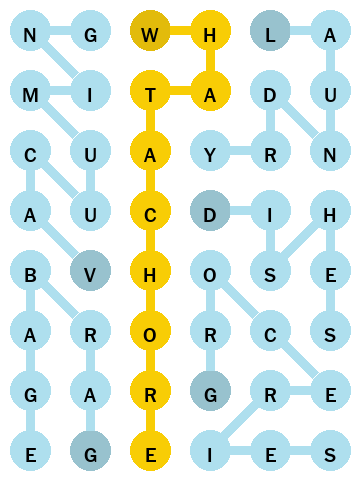 N G W H L A
M I T A D U
C U A Y R N
A U C D I H
B V H O S E
A R O R C S
G A R G R E
E G E I E S